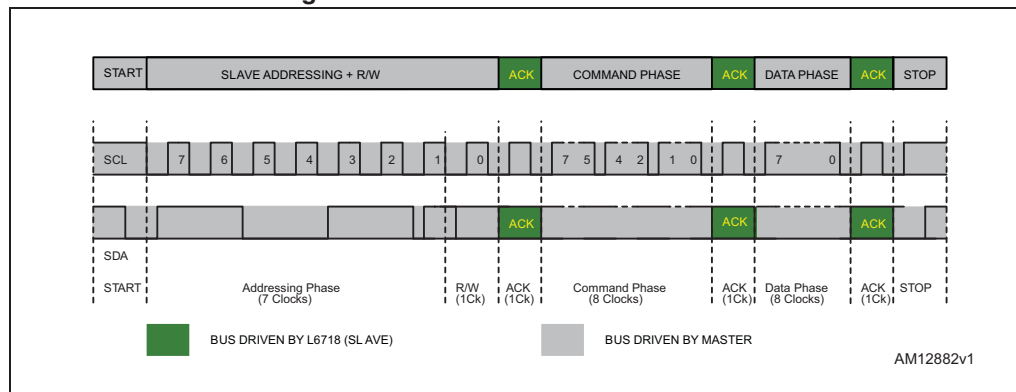 START SLAVE ADDRESSING + R/W ACK COMMAND PHASE ACK DATA PHASE ACK STOP
SCL 7 6 5 4 3 2 1 0 7 5 4 2 1 0 7 0
ACK ACK ACK
SDA
START Addressing Phase R/W ACK Command Phase ACK Data Phase ACK STOP
(7 Clocks) (1Ck) (1Ck) (8 Clocks) (1Ck) (8 Clocks) (1Ck)
BUS DRIVEN BY L6718 (SLAVE) BUS DRIVEN BY MASTER
AM12882v1